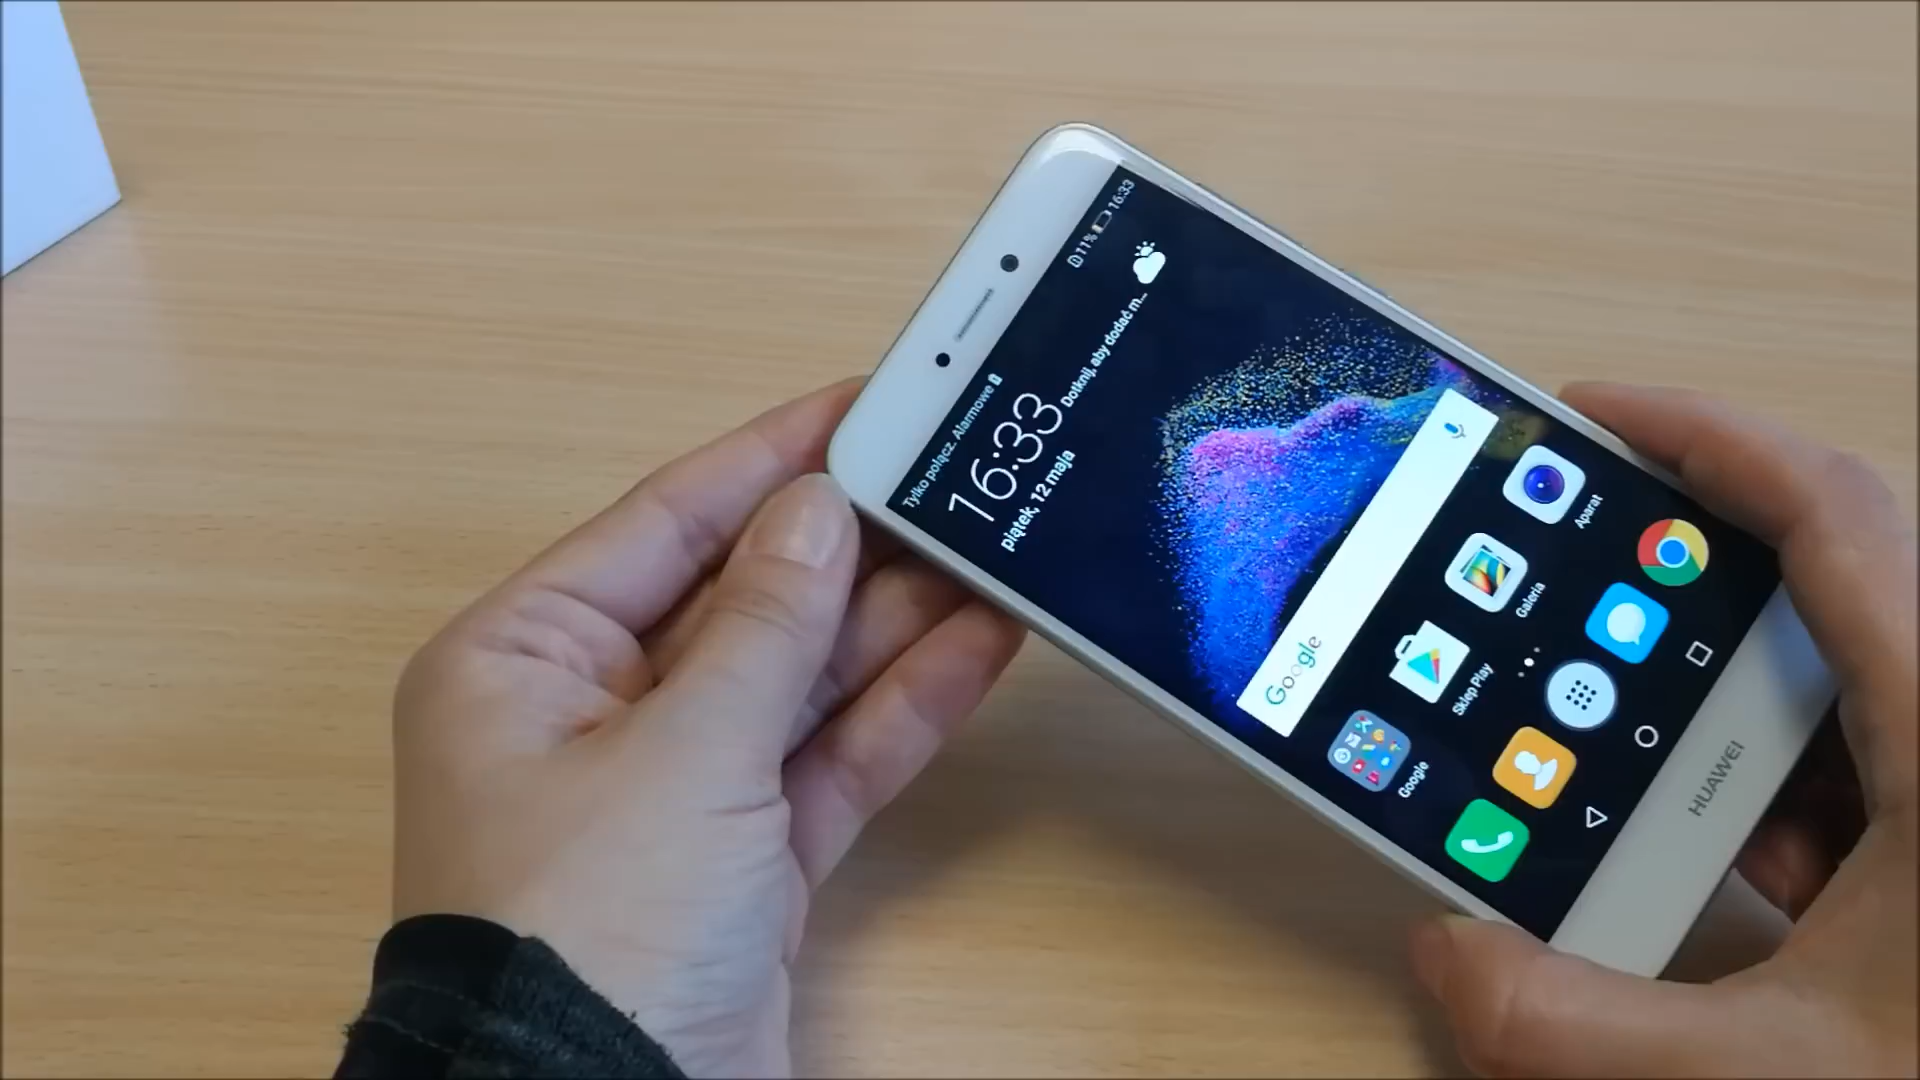 Tylko połącz. Alarmowe
11% 16:33
16:33
Dotknij, aby dodać m...
piątek, 12 maja
Google
Aparat
Galeria
Sklep Play
Google
HUAWEI